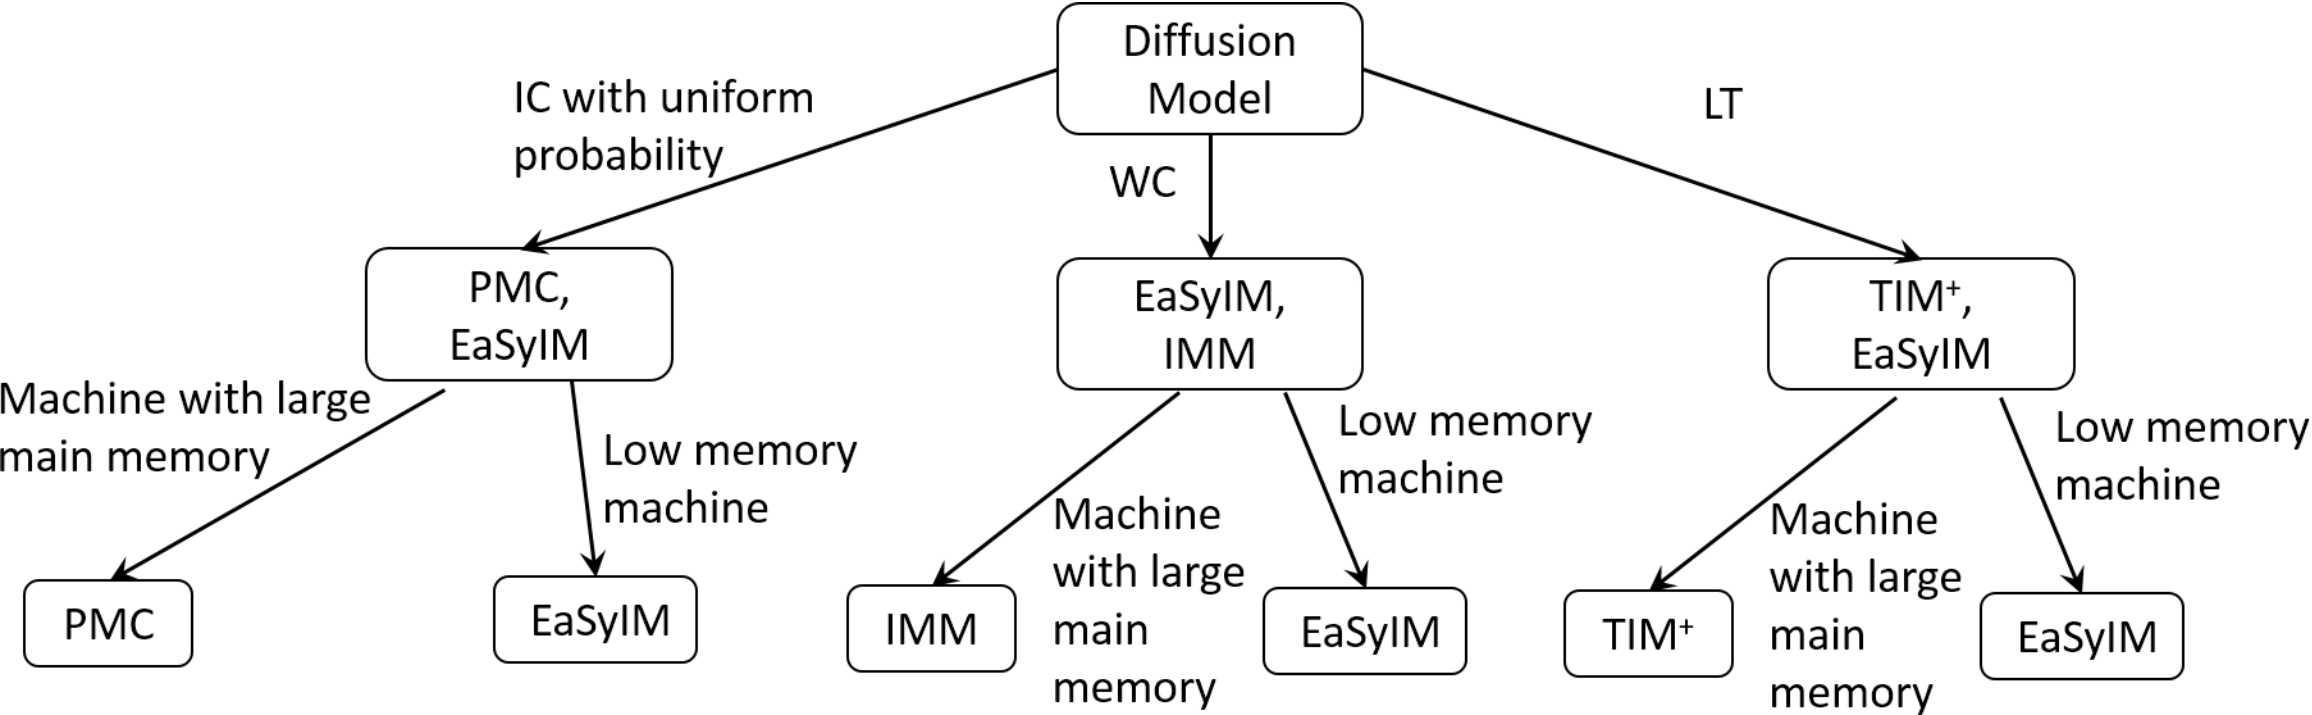 Diffusion
Model
IC with uniform
probability
WC
LT
PMC,
EaSyIM
EaSyIM,
IMM
TIM⁺,
EaSyIM
Machine with large
main memory
Low memory
machine
Machine
with large
main
memory
Low memory
machine
Machine
with large
main
memory
Low memory
machine
PMC
EaSyIM
IMM
EaSyIM
TIM⁺
EaSyIM